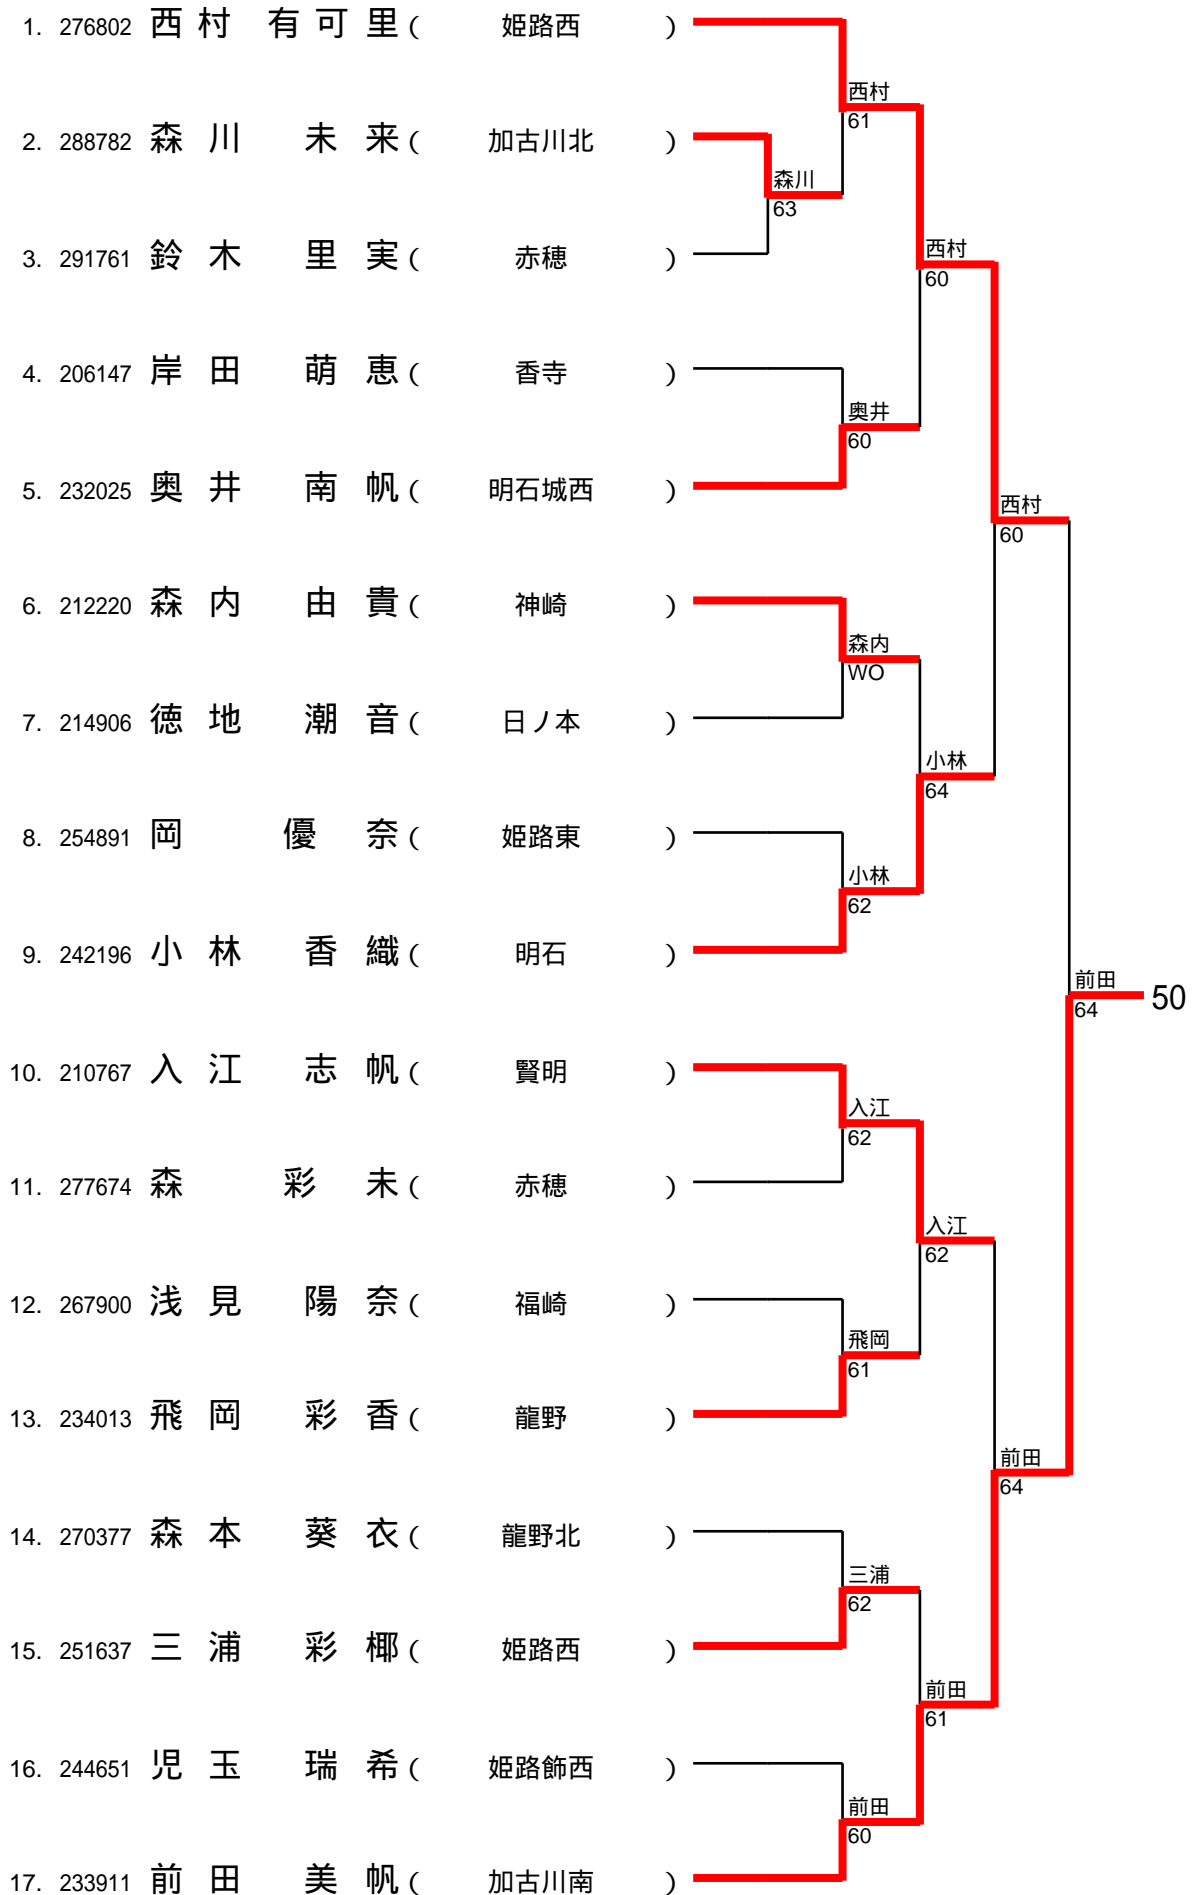 1. 276802 西村 有可里 ( 姫路西 )
西村
61
2. 288782 森川 未来 ( 加古川北 )
森川
63
3. 291761 鈴木 里実 ( 赤穂 )
西村
60
4. 206147 岸田 萌恵 ( 香寺 )
奥井
60
5. 232025 奥井 南帆 ( 明石城西 )
西村
60
6. 212220 森内 由貴 ( 神崎 )
森内
WO
7. 214906 徳地 潮音 ( 日ノ本 )
小林
64
8. 254891 岡 優奈 ( 姫路東 )
小林
62
9. 242196 小林 香織 ( 明石 )
前田
64
50
10. 210767 入江 志帆 ( 賢明 )
入江
62
11. 277674 森 彩未 ( 赤穂 )
入江
62
12. 267900 浅見 陽奈 ( 福崎 )
飛岡
61
13. 234013 飛岡 彩香 ( 龍野 )
前田
64
14. 270377 森本 葵衣 ( 龍野北 )
三浦
62
15. 251637 三浦 彩椰 ( 姫路西 )
前田
61
16. 244651 児玉 瑞希 ( 姫路飾西 )
前田
60
17. 233911 前田 美帆 ( 加古川南 )